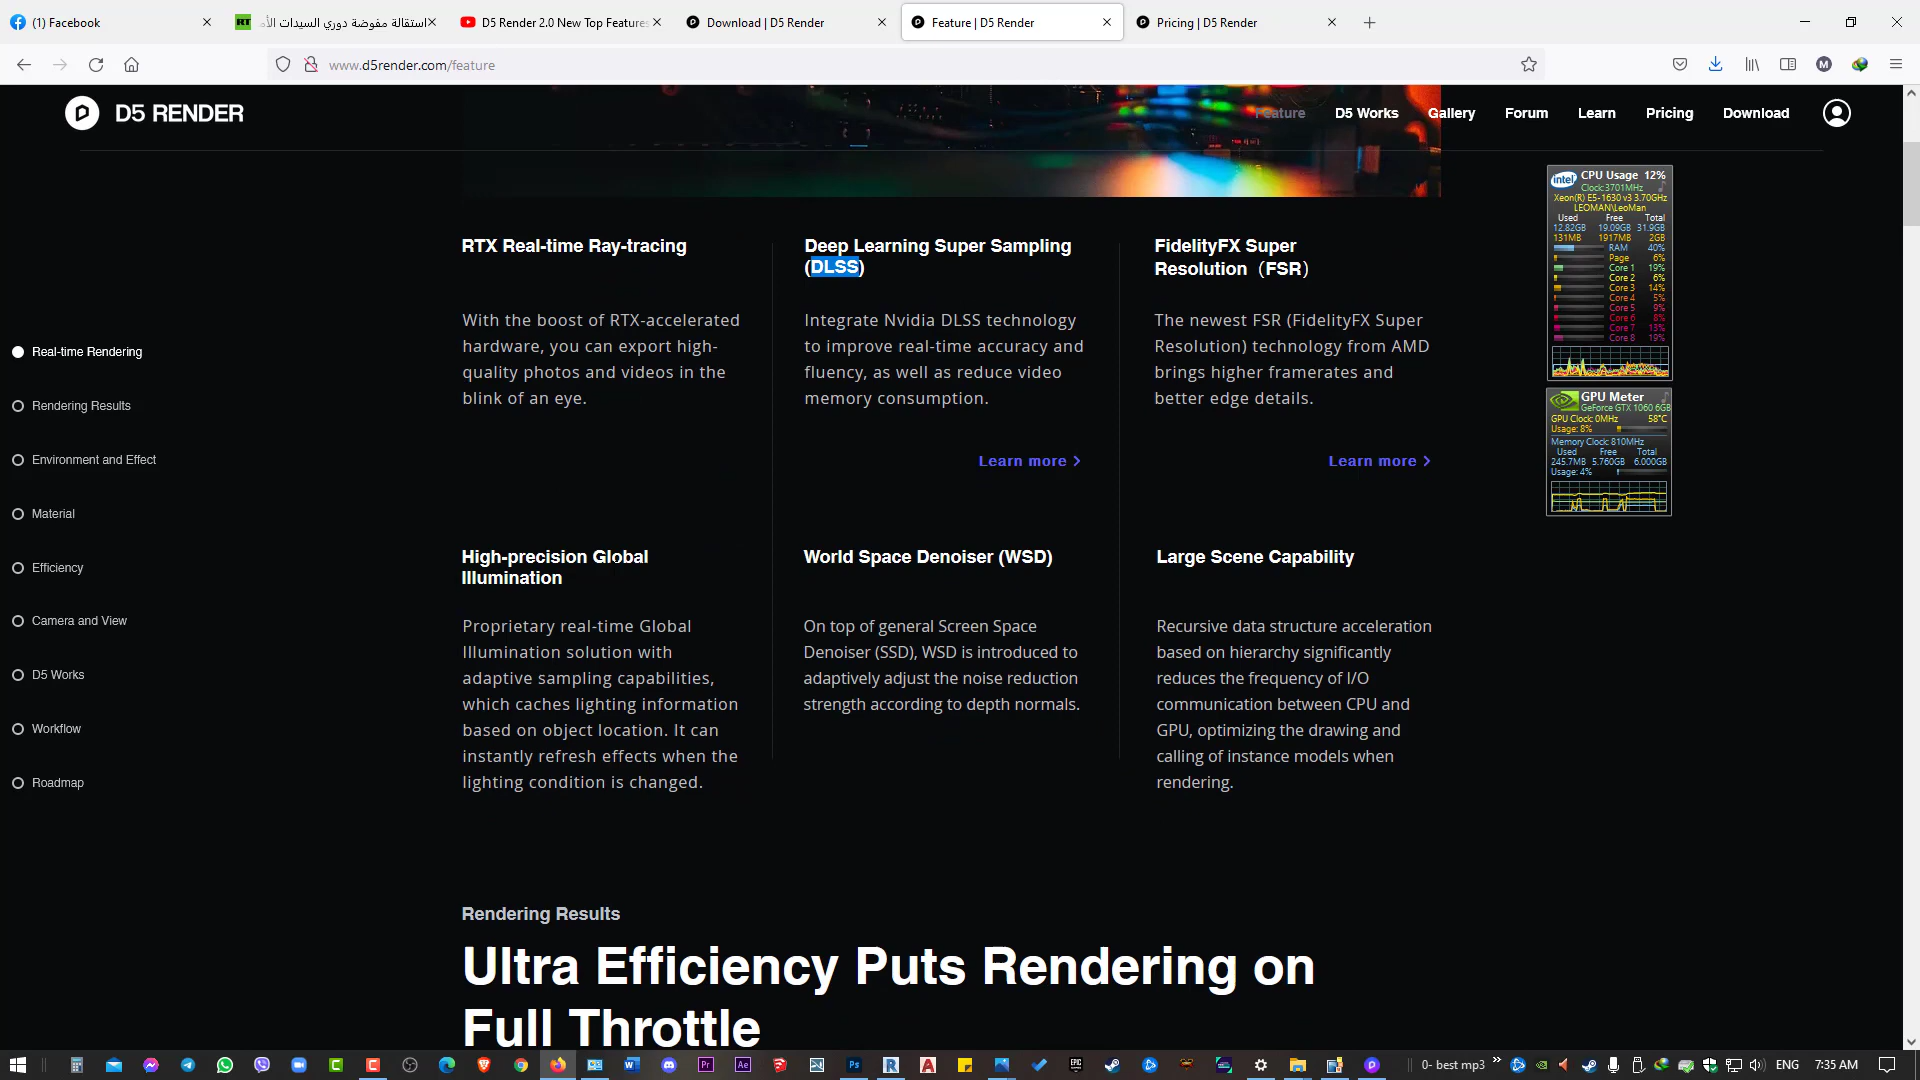 (1) Facebook
استقالة مفوضة دوري السيدات الأم
D5 Render 2.0 New Top Features
Download | D5 Render
Feature | D5 Render
Pricing | D5 Render
www.d5render.com/feature
D5 RENDER
Feature
D5 Works
Gallery
Forum
Learn
Pricing
Download
CPU Usage 12%
intel
Clock:3701MHz
Xeon(R) E5-1630 v3 3.70GHz
LEOMAN\LeoMan
Used Free Total
12.82GB 19.09GB 31.9GB
131MB 1917MB 2GB
RAM 40%
Page 6%
Core 1 19%
Core 2 6%
Core 3 14%
Core 4 5%
Core 5 9%
Core 6 8%
Core 7 13%
Core 8 19%
GPU Meter
GeForce GTX 1060 6GB
GPU Clock: 0MHz 58°C
Usage: 8%
Memory Clock: 810MHz
Used Free Total
245.7MB 5.760GB 6.000GB
Usage: 4%
Real-time Rendering
Rendering Results
Environment and Effect
Material
Efficiency
Camera and View
D5 Works
Workflow
Roadmap
RTX Real-time Ray-tracing
With the boost of RTX-accelerated
hardware, you can export high-
quality photos and videos in the
blink of an eye.
Deep Learning Super Sampling
(DLSS)
Integrate Nvidia DLSS technology
to improve real-time accuracy and
fluency, as well as reduce video
memory consumption.
Learn more >
FidelityFX Super
Resolution（FSR）
The newest FSR (FidelityFX Super
Resolution) technology from AMD
brings higher framerates and
better edge details.
Learn more >
High-precision Global
Illumination
Proprietary real-time Global
Illumination solution with
adaptive sampling capabilities,
which caches lighting information
based on object location. It can
instantly refresh effects when the
lighting condition is changed.
World Space Denoiser (WSD)
On top of general Screen Space
Denoiser (SSD), WSD is introduced to
adaptively adjust the noise reduction
strength according to depth normals.
Large Scene Capability
Recursive data structure acceleration
based on hierarchy significantly
reduces the frequency of I/O
communication between CPU and
GPU, optimizing the drawing and
calling of instance models when
rendering.
Rendering Results
Ultra Efficiency Puts Rendering on
Full Throttle
0- best mp3
ENG
7:35 AM